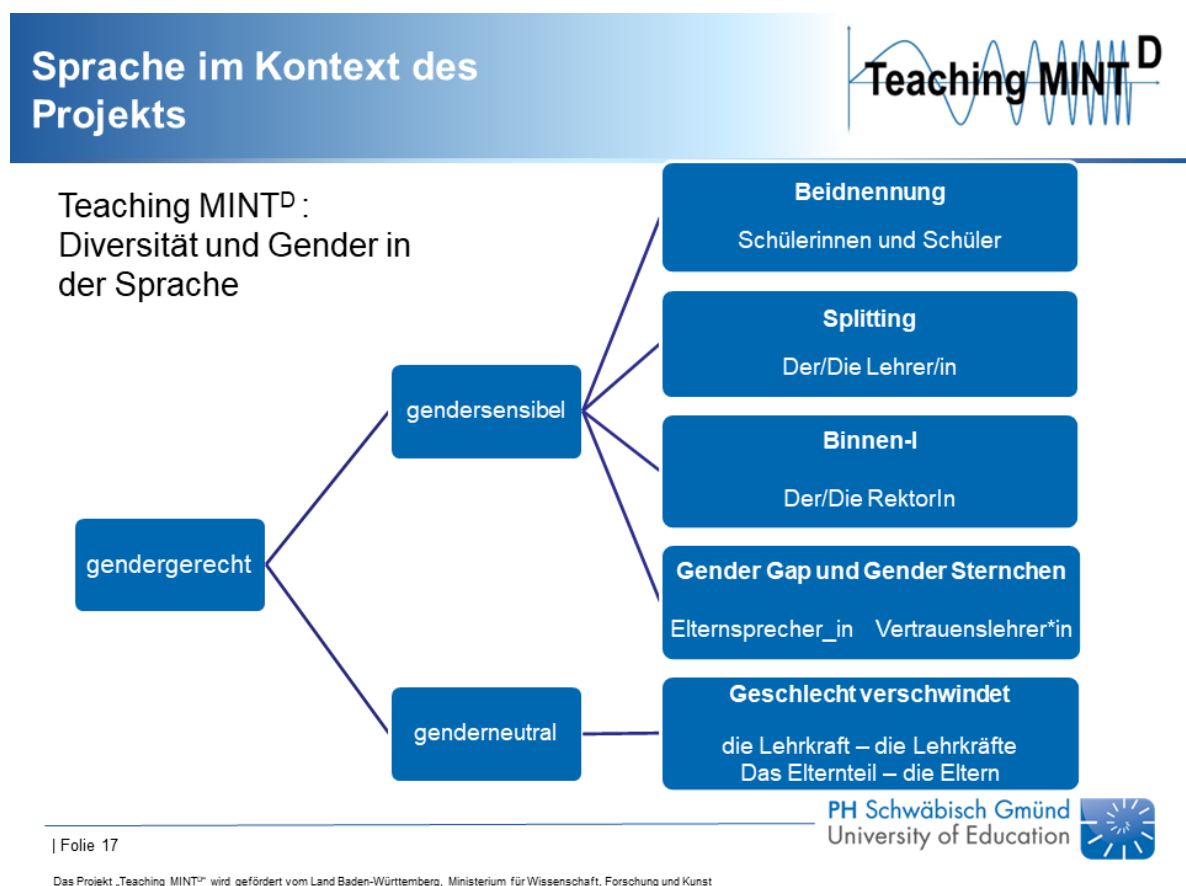 Sprache im Kontext des
Projekts
Teaching MINT D
Teaching MINTᴰ :
Diversität und Gender in
der Sprache
gendergerecht
gendersensibel
Beidnennung
Schülerinnen und Schüler
Splitting
Der/Die Lehrer/in
Binnen-I
Der/Die RektorIn
Gender Gap und Gender Sternchen
Elternsprecher_in Vertrauenslehrer*in
genderneutral
Geschlecht verschwindet
die Lehrkraft – die Lehrkräfte
Das Elternteil – die Eltern
PH Schwäbisch Gmünd
University of Education
| Folie 17
Das Projekt „Teaching MINTᴰ“ wird gefördert vom Land Baden-Württemberg, Ministerium für Wissenschaft, Forschung und Kunst